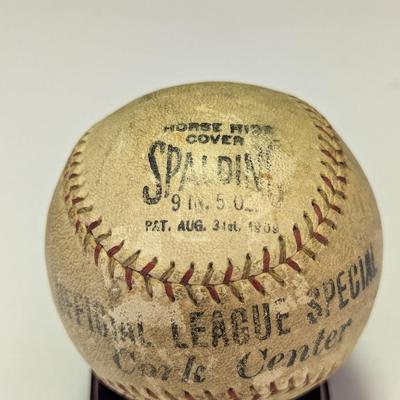 HORSE HIDE
COVER
SPALDING
9 IN. 5 OZ.
PAT. AUG. 31st, 1909
OFFICIAL LEAGUE SPECIAL
Cork Center